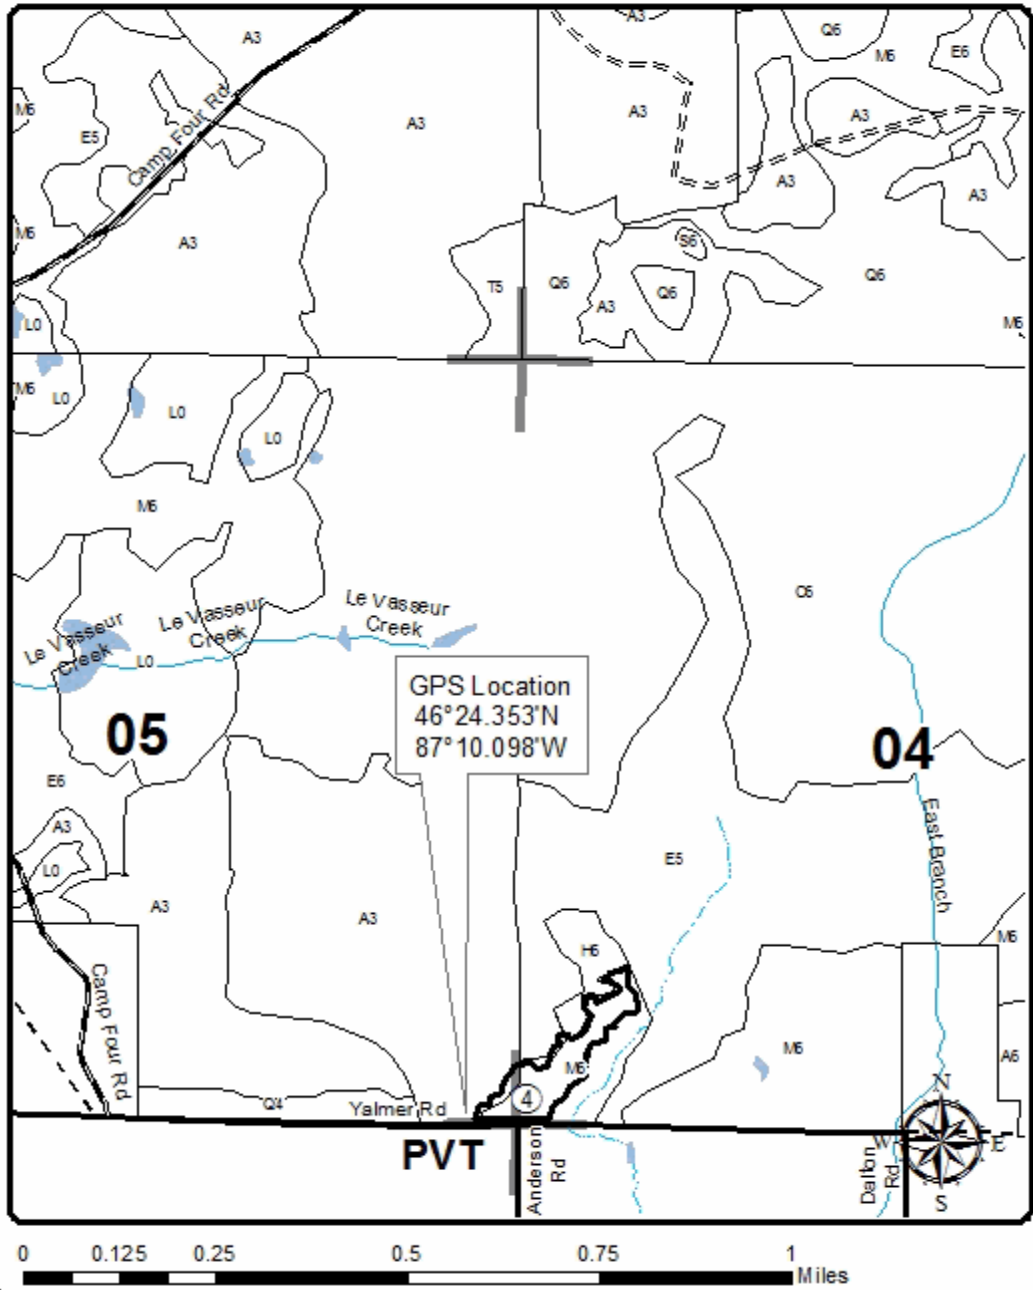 A3
A3
Q6
M6
E6
M6
E5
Camp Four Rd
A3
A3
A3
A3
A3
M6
A3
S6
Q6
T5
Q6
A3
Q6
L0
M6
M6
L0
L0
L0
M6
Le Vasseur
Creek
Le Vasseur
Creek
Le Vasseur
Creek
L0
GPS Location
46°24.353'N
87°10.098'W
05
04
E6
A3
L0
East Branch
E5
A3
A3
H6
M6
Camp Four Rd
M6
M6
A6
Q4
Yalmer Rd
4
PVT
Anderson
Rd
Dalton
Rd
N
W
E
S
0
0.125
0.25
0.5
0.75
1
Miles